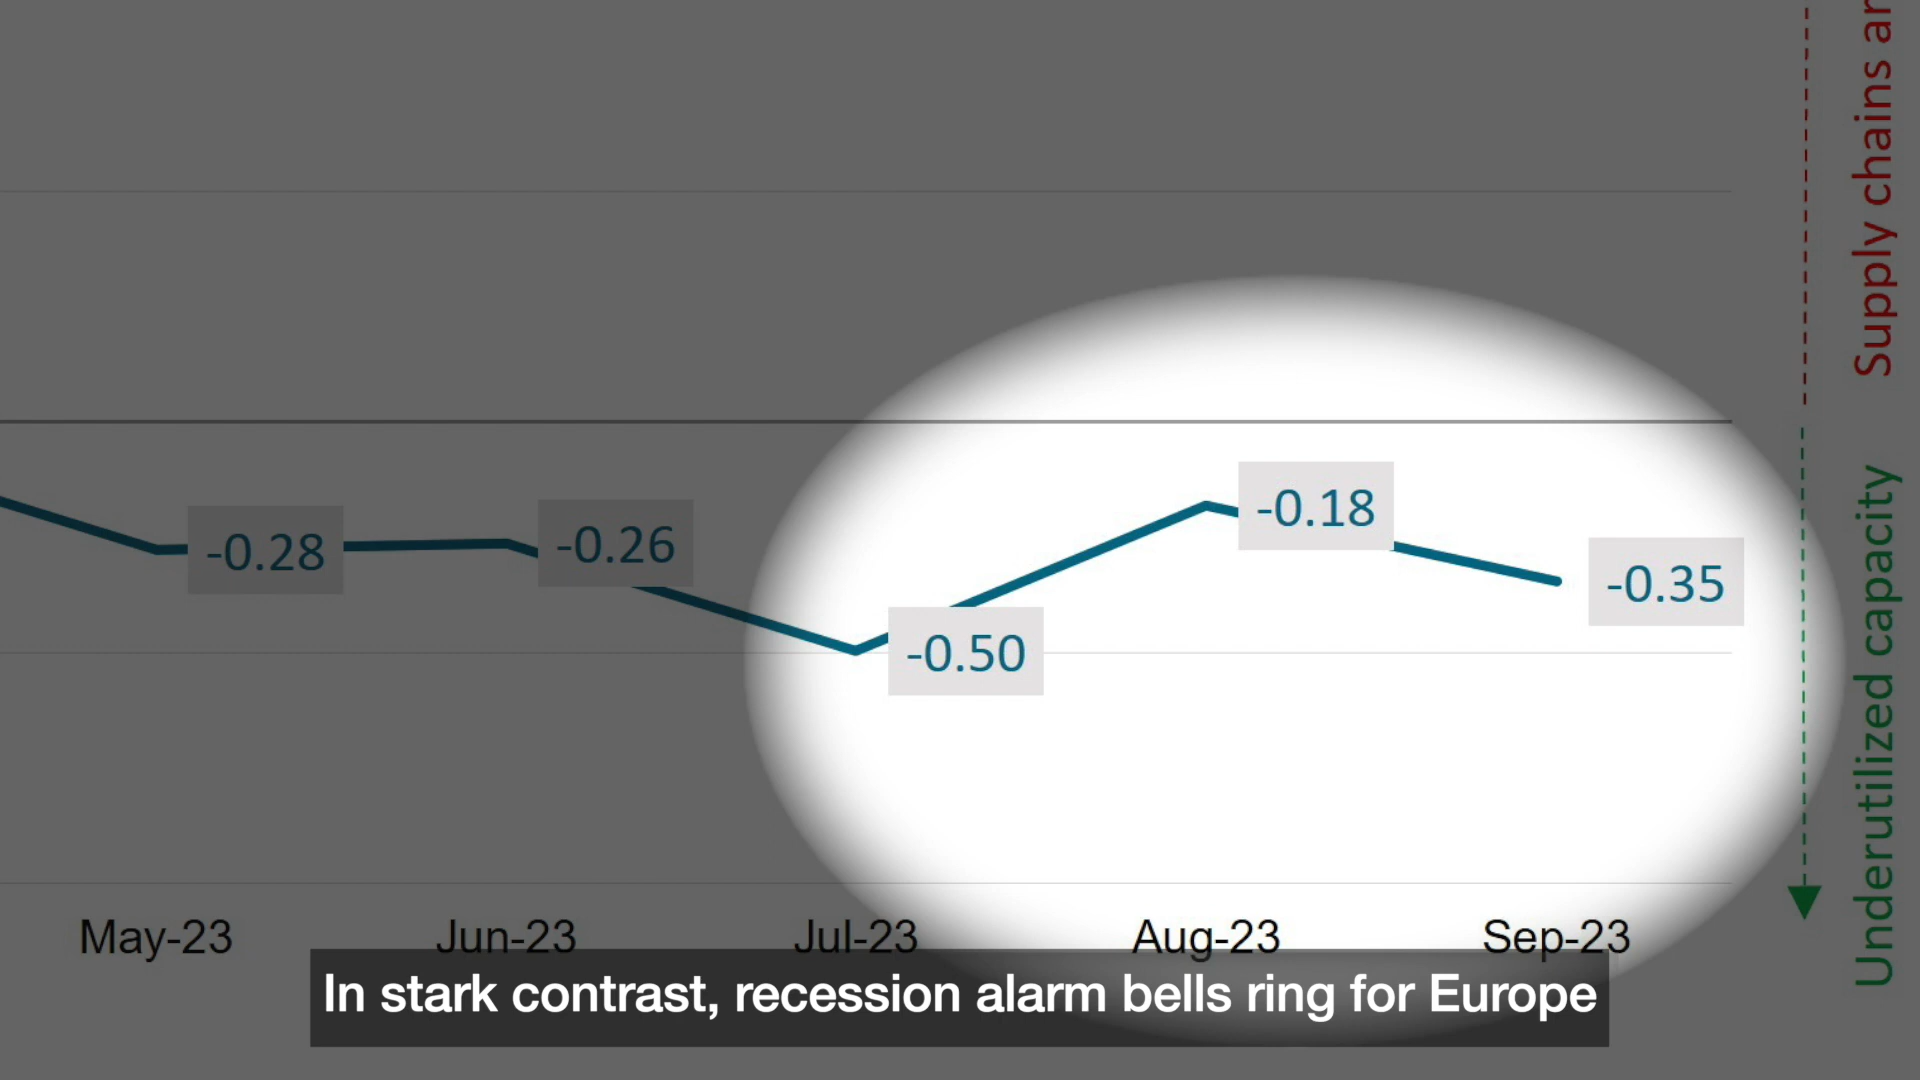 Supply chains ar
Underutilized capacity
-0.28
-0.26
-0.50
-0.18
-0.35
May-23
Jun-23
Jul-23
Aug-23
Sep-23
In stark contrast, recession alarm bells ring for Europe